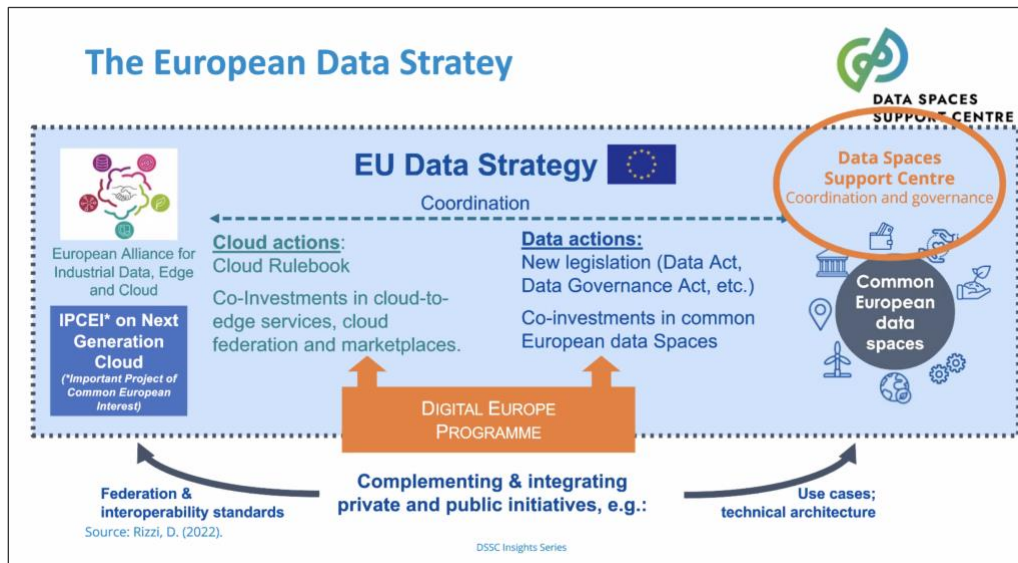 The European Data Stratey
DATA SPACES
SUPPORT CENTRE
EU Data Strategy
Data Spaces
Support Centre
Coordination and governance
Coordination
European Alliance for
Industrial Data, Edge
and Cloud
IPCEI* on Next
Generation
Cloud
(*Important Project of
Common European
Interest)
Cloud actions:
Cloud Rulebook
Co-Investments in cloud-to-
edge services, cloud
federation and marketplaces.
Data actions:
New legislation (Data Act,
Data Governance Act, etc.)
Co-investments in common
European data Spaces
Common
European
data
spaces
DIGITAL EUROPE
PROGRAMME
Federation &
interoperability standards
Complementing & integrating
private and public initiatives, e.g.:
Use cases;
technical architecture
Source: Rizzi, D. (2022).
DSSC Insights Series